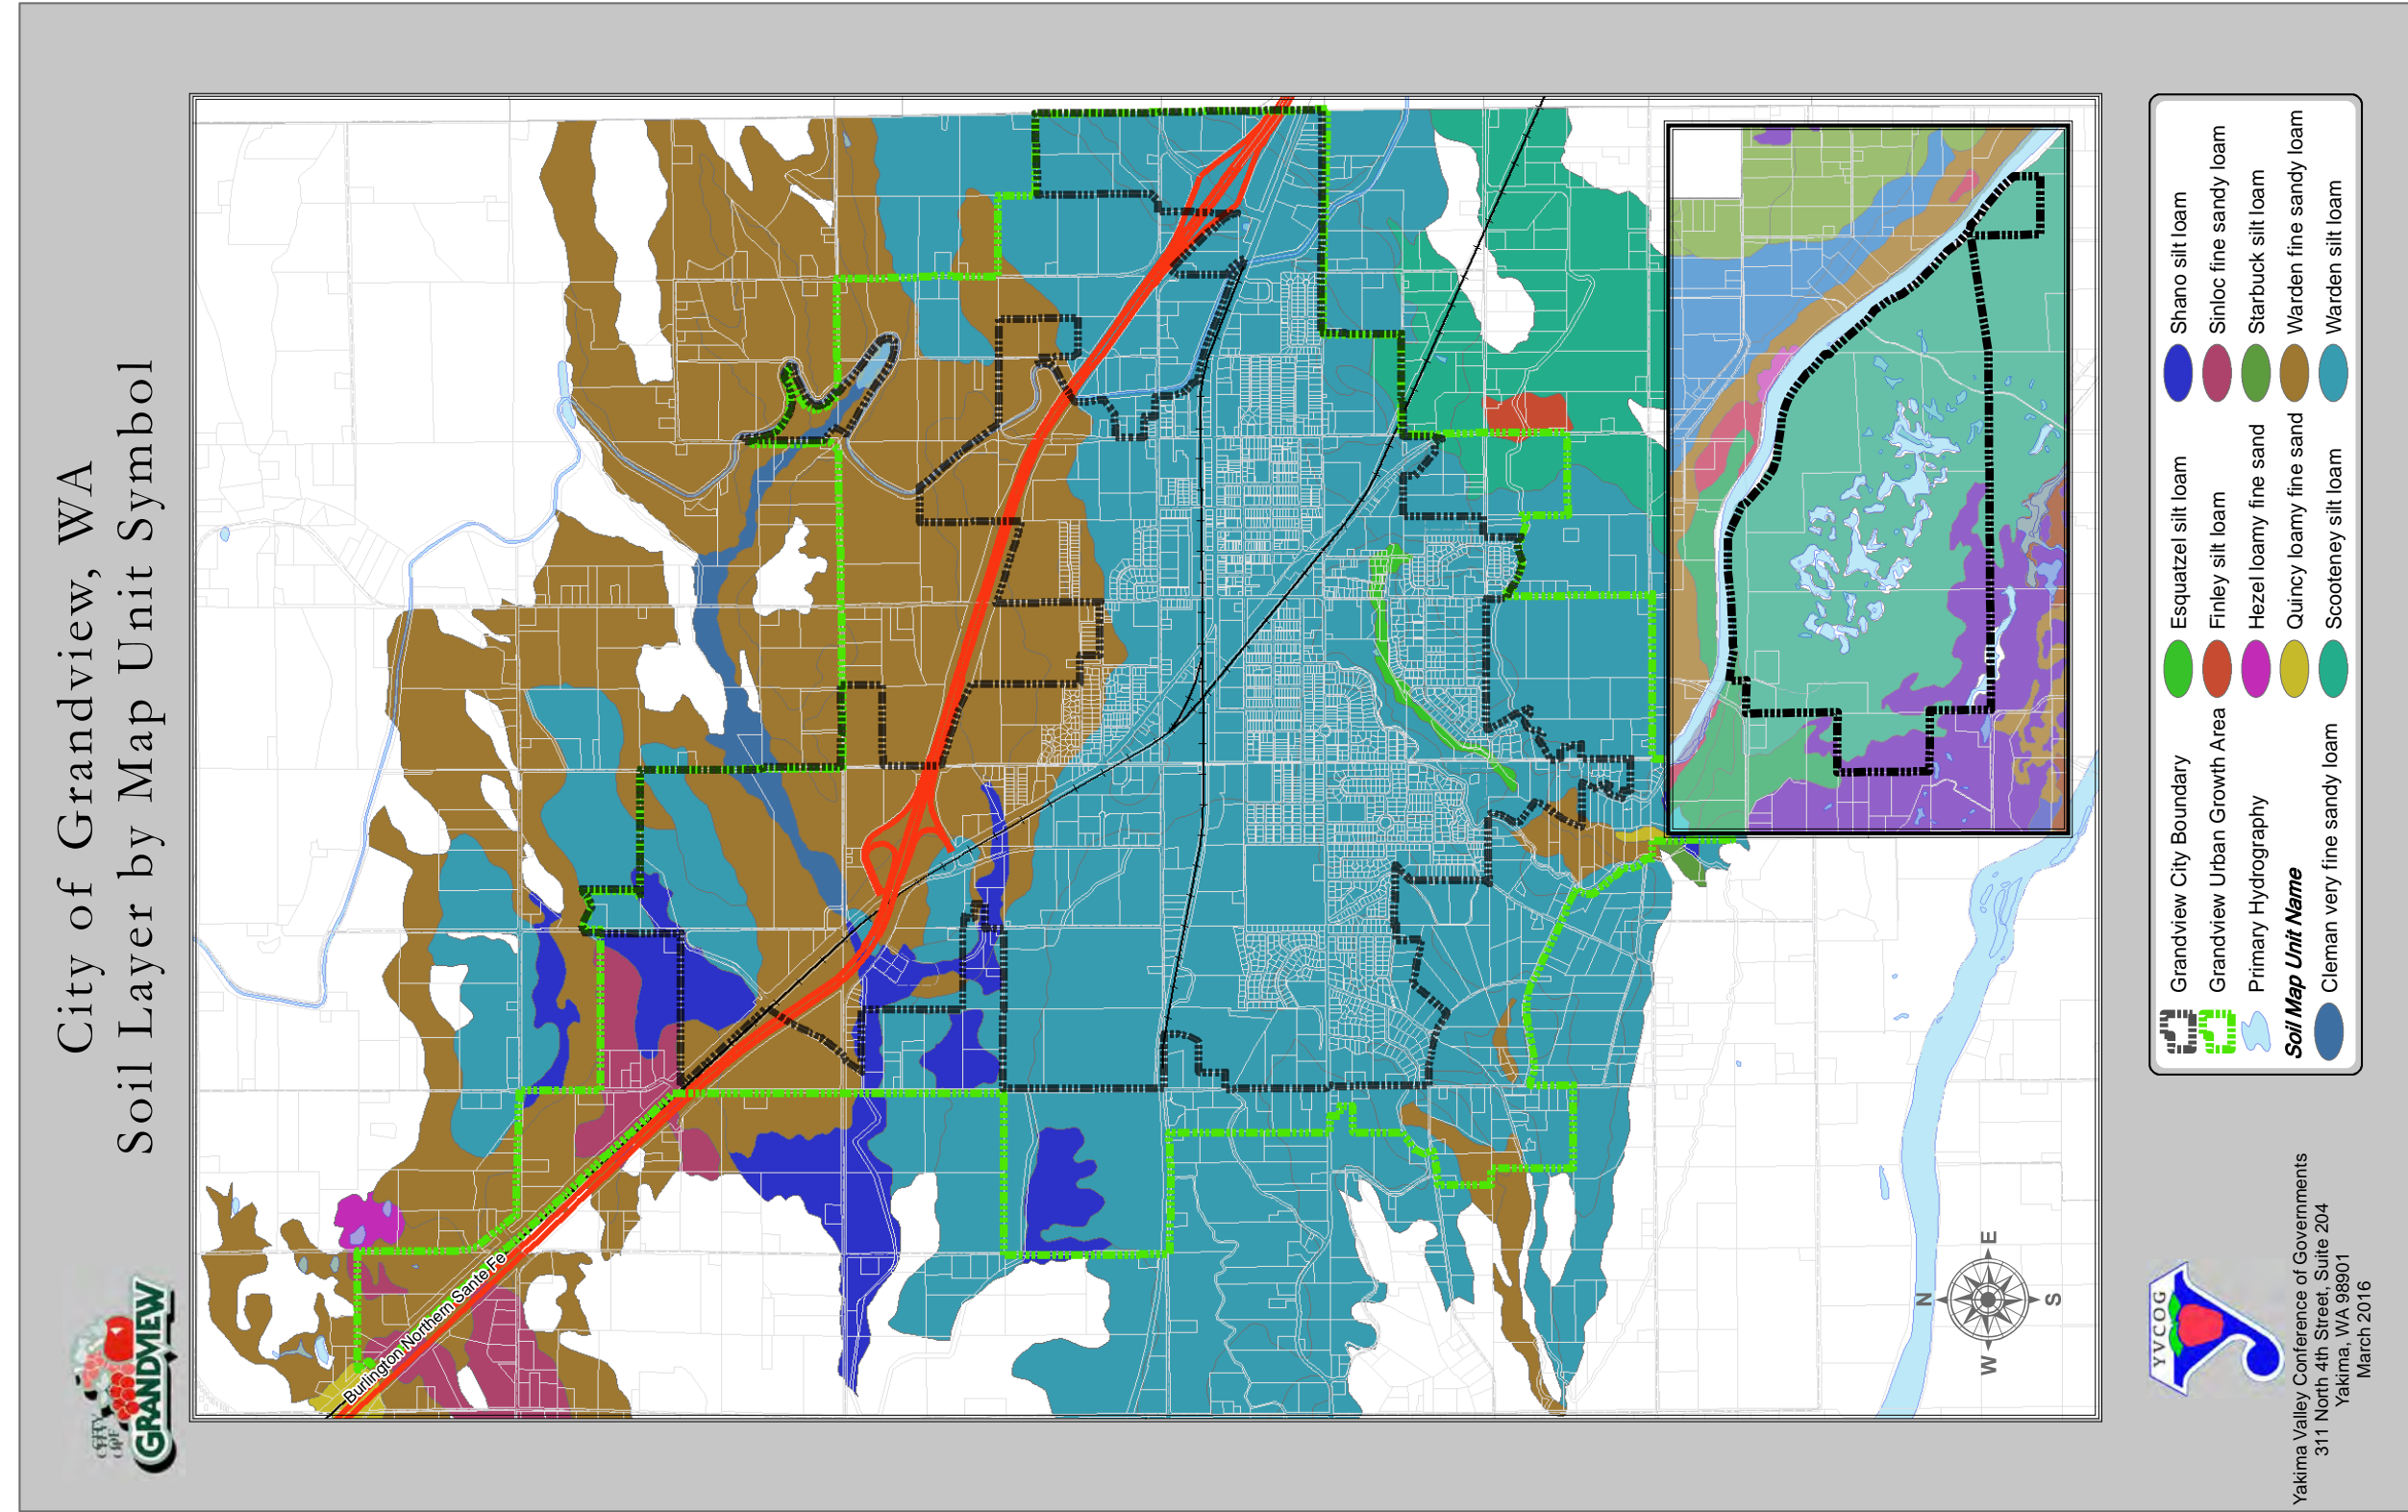 City of Grandview, WA
Soil Layer by Map Unit Symbol
CITY
OF
GRANDVIEW
Burlington Northern Sante Fe
N
W
E
S
Grandview City Boundary
Grandview Urban Growth Area
Primary Hydrography
Soil Map Unit Name
Cleman very fine sandy loam
Esquatzel silt loam
Finley silt loam
Hezel loamy fine sand
Quincy loamy fine sand
Scooteney silt loam
Shano silt loam
Sinloc fine sandy loam
Starbuck silt loam
Warden fine sandy loam
Warden silt loam
YVCOG
Yakima Valley Conference of Governments
311 North 4th Street, Suite 204
Yakima, WA 98901
March 2016